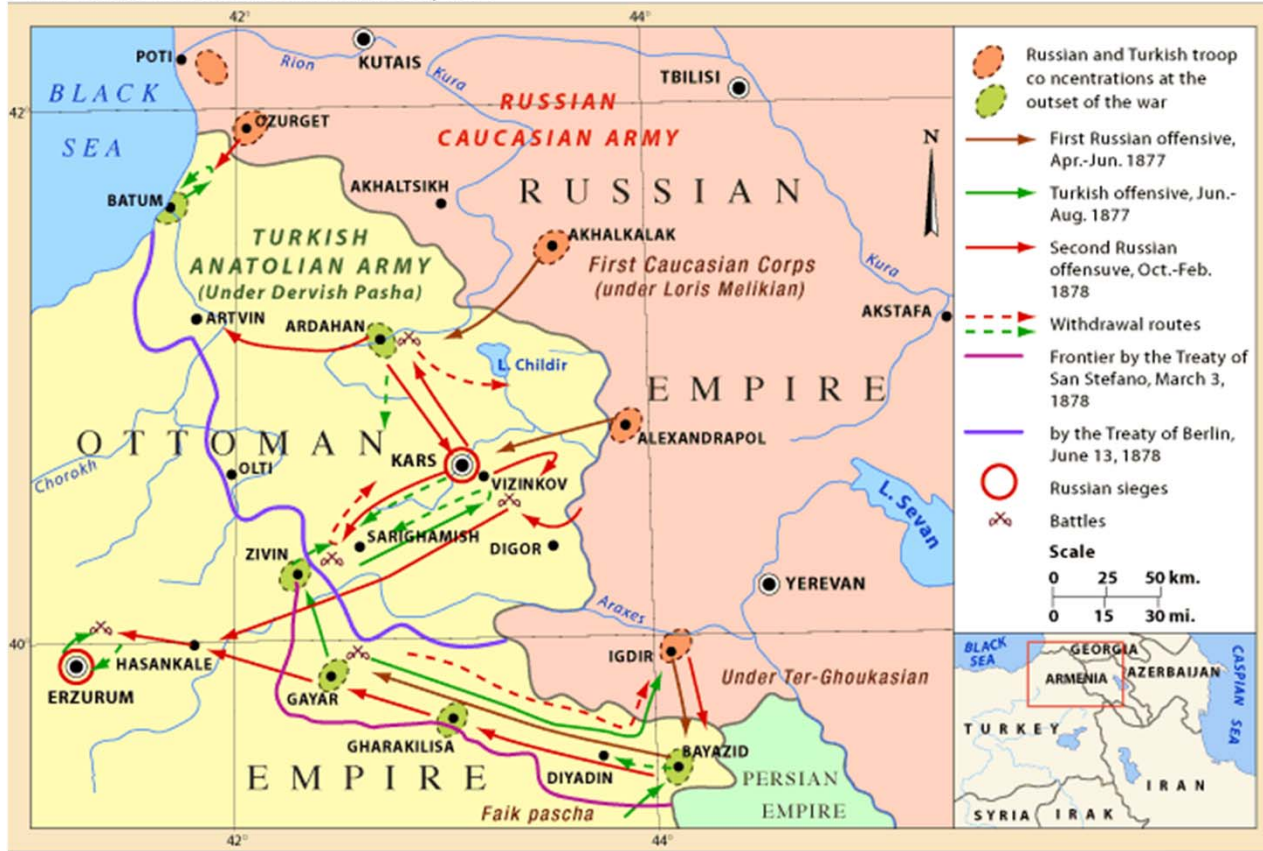 POTI
KUTAIS
Rion
Kura
TBILISI
BLACK
SEA
42°
44°
42°
OZURGET
RUSSIAN
CAUCASIAN ARMY
N
BATUM
AKHALTSIKH
RUSSIAN
TURKISH
ANATOLIAN ARMY
(Under Dervish Pasha)
AKHALKALAK
First Caucasian Corps
(under Loris Melikian)
Kura
AKSTAFA
ARTVIN
ARDAHAN
L. Childir
EMPIRE
ALEXANDRAPOL
OTTOMAN
KARS
Chorokh
OLTI
VIZINKOV
L. Sevan
SARIGHAMISH
DIGOR
ZIVIN
YEREVAN
Araxes
40°
HASANKALE
IGDIR
Under Ter-Ghoukasian
ERZURUM
GAYAR
GHARAKILISA
BAYAZID
DIYADIN
EMPIRE
PERSIAN
EMPIRE
Faik pascha
42°
44°
Russian and Turkish troop
co ncentrations at the
outset of the war
First Russian offensive,
Apr.-Jun. 1877
Turkish offensive, Jun.-
Aug. 1877
Second Russian
offensuve, Oct.-Feb.
1878
Withdrawal routes
Frontier by the Treaty of
San Stefano, March 3,
1878
by the Treaty of Berlin,
June 13, 1878
Russian sieges
Battles
Scale
0 25 50 km.
0 15 30 mi.
BLACK
SEA
GEORGIA
ARMENIA
AZERBAIJAN
CASPIAN SEA
TURKEY
IRAN
SYRIA
IRAK